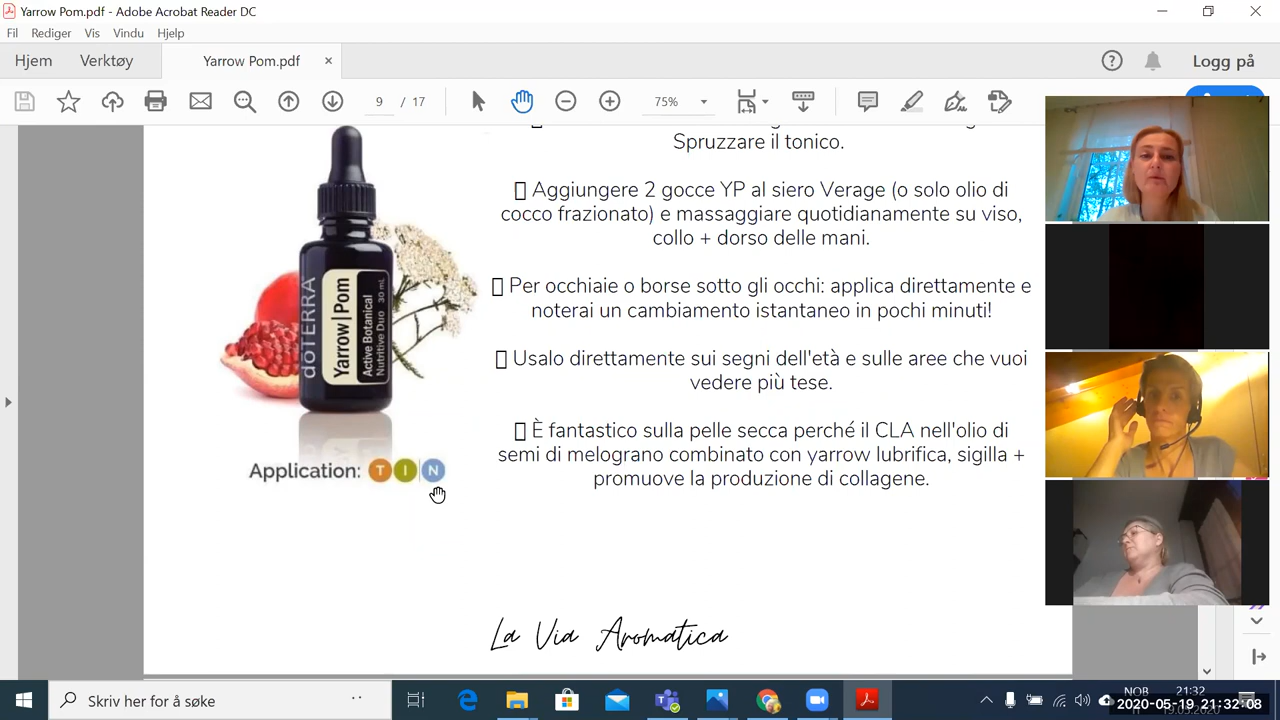 Yarrow Pom.pdf - Adobe Acrobat Reader DC
Fil Rediger Vis Vindu Hjelp
Hjem Verktøy Yarrow Pom.pdf × Logg på
9 / 17 75%
Spruzzare il tonico.
Aggiungere 2 gocce YP al siero Verage (o solo olio di
cocco frazionato) e massaggiare quotidianamente su viso,
collo + dorso delle mani.
Per occhiaie o borse sotto gli occhi: applica direttamente e
noterai un cambiamento istantaneo in pochi minuti!
Usalo direttamente sui segni dell'età e sulle aree che vuoi
vedere più tese.
È fantastico sulla pelle secca perché il CLA nell'olio di
semi di melograno combinato con yarrow lubrifica, sigilla +
promuove la produzione di collagene.
dōTERRA
Yarrow|Pom
Active Botanical
Nutritive Duo 30 mL
Application: T I N
La Via Aromatica
Skriv her for å søke
NOB
21:32
2020-05-19 21:32:08